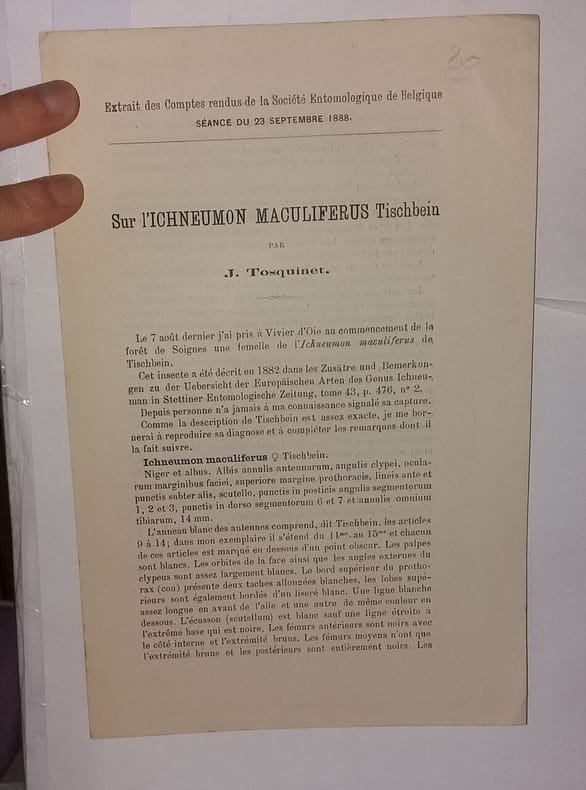 80
Extrait des Comptes rendus de la Société Entomologique de Belgique
SÉANCE DU 23 SEPTEMBRE 1888.
Sur l'ICHNEUMON MACULIFERUS Tischbein
PAR
J. Tosquinet.
Le 7 août dernier j'ai pris à Vivier d'Oie au commencement de la
forêt de Soignes une femelle de l'Ichneumon maculiferus de
Tischbein.
Cet insecte a été décrit en 1882 dans les Zusätre und Bemerkun-
gen zu der Uebersicht der Europäischen Arten des Genus Ichneu-
man in Stettiner Entomologische Zeitung, tome 43, p. 476, n° 2.
Depuis personne n'a jamais à ma connaissance signalé sa capture.
Comme la description de Tischbein est assez exacte, je me bor-
nerai à reproduire sa diagnose et à compléter les remarques dont il
la fait suivre.
Ichneumon maculiferus ♀ Tischbein.
Niger et albus. Albis annulis antennarum, angulis clypei, ocula-
rum marginibus faciei, superiore margine prothoracis, lineis ante et
punctis subter alis, scutello, punctis in posticis angulis segmentorum
1, 2 et 3, punctis in dorso segmentorum 6 et 7 et annulis omnium
tibiarum, 14 mm.
L'anneau blanc des antennes comprend, dit Tischbein, les articles
9 à 14; dans mon exemplaire il s'étend du 11me au 15me et chacun
de ces articles est marqué en dessous d'un point obscur. Les palpes
sont blancs. Les orbites de la face ainsi que les angles externes du
clypeus sont assez largement blancs. Le bord supérieur du protho-
rax (cou) présente deux taches allongées blanches, les lobes supé-
rieurs sont également bordés d'un liseré blanc. Une ligne blanche
assez longue en avant de l'aile et une autre de même couleur en
dessous. L'écusson (scutellum) est blanc sauf une ligne étroite à
l'extrême base qui est noire. Les fémurs antérieurs sont noirs avec
le côté interne et l'extrémité bruns. Les fémurs moyens n'ont que
l'extrémité brune et les postérieurs sont entièrement noirs. Les